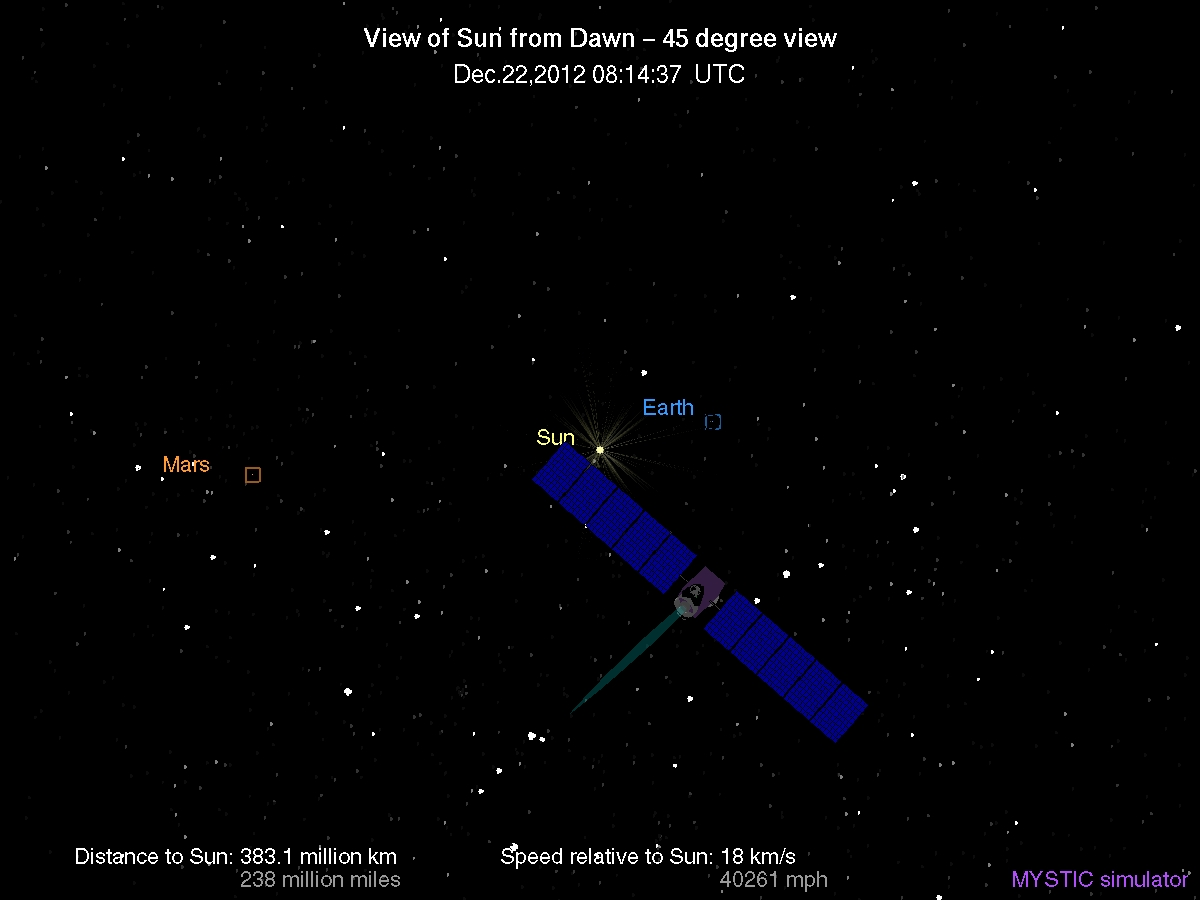 View of Sun from Dawn – 45 degree view
Dec.22,2012 08:14:37 UTC
Earth
Sun
Mars
Distance to Sun: 383.1 million km
238 million miles
Speed relative to Sun: 18 km/s
40261 mph
MYSTIC simulator